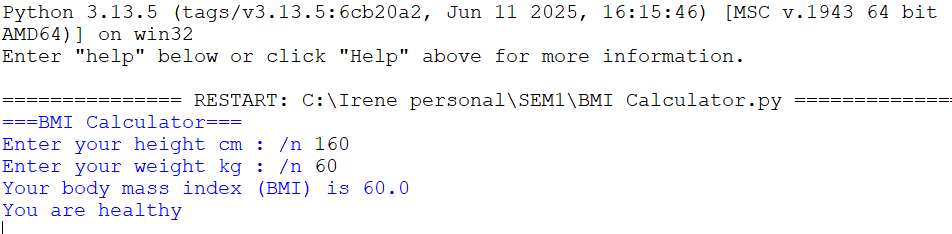 Python 3.13.5 (tags/v3.13.5:6cb20a2, Jun 11 2025, 16:15:46) [MSC v.1943 64 bit
AMD64)] on win32
Enter "help" below or click "Help" above for more information.
=============== RESTART: C:\Irene personal\SEM1\BMI Calculator.py ==============
===BMI Calculator===
Enter your height cm : /n 160
Enter your weight kg : /n 60
Your body mass index (BMI) is 60.0
You are healthy